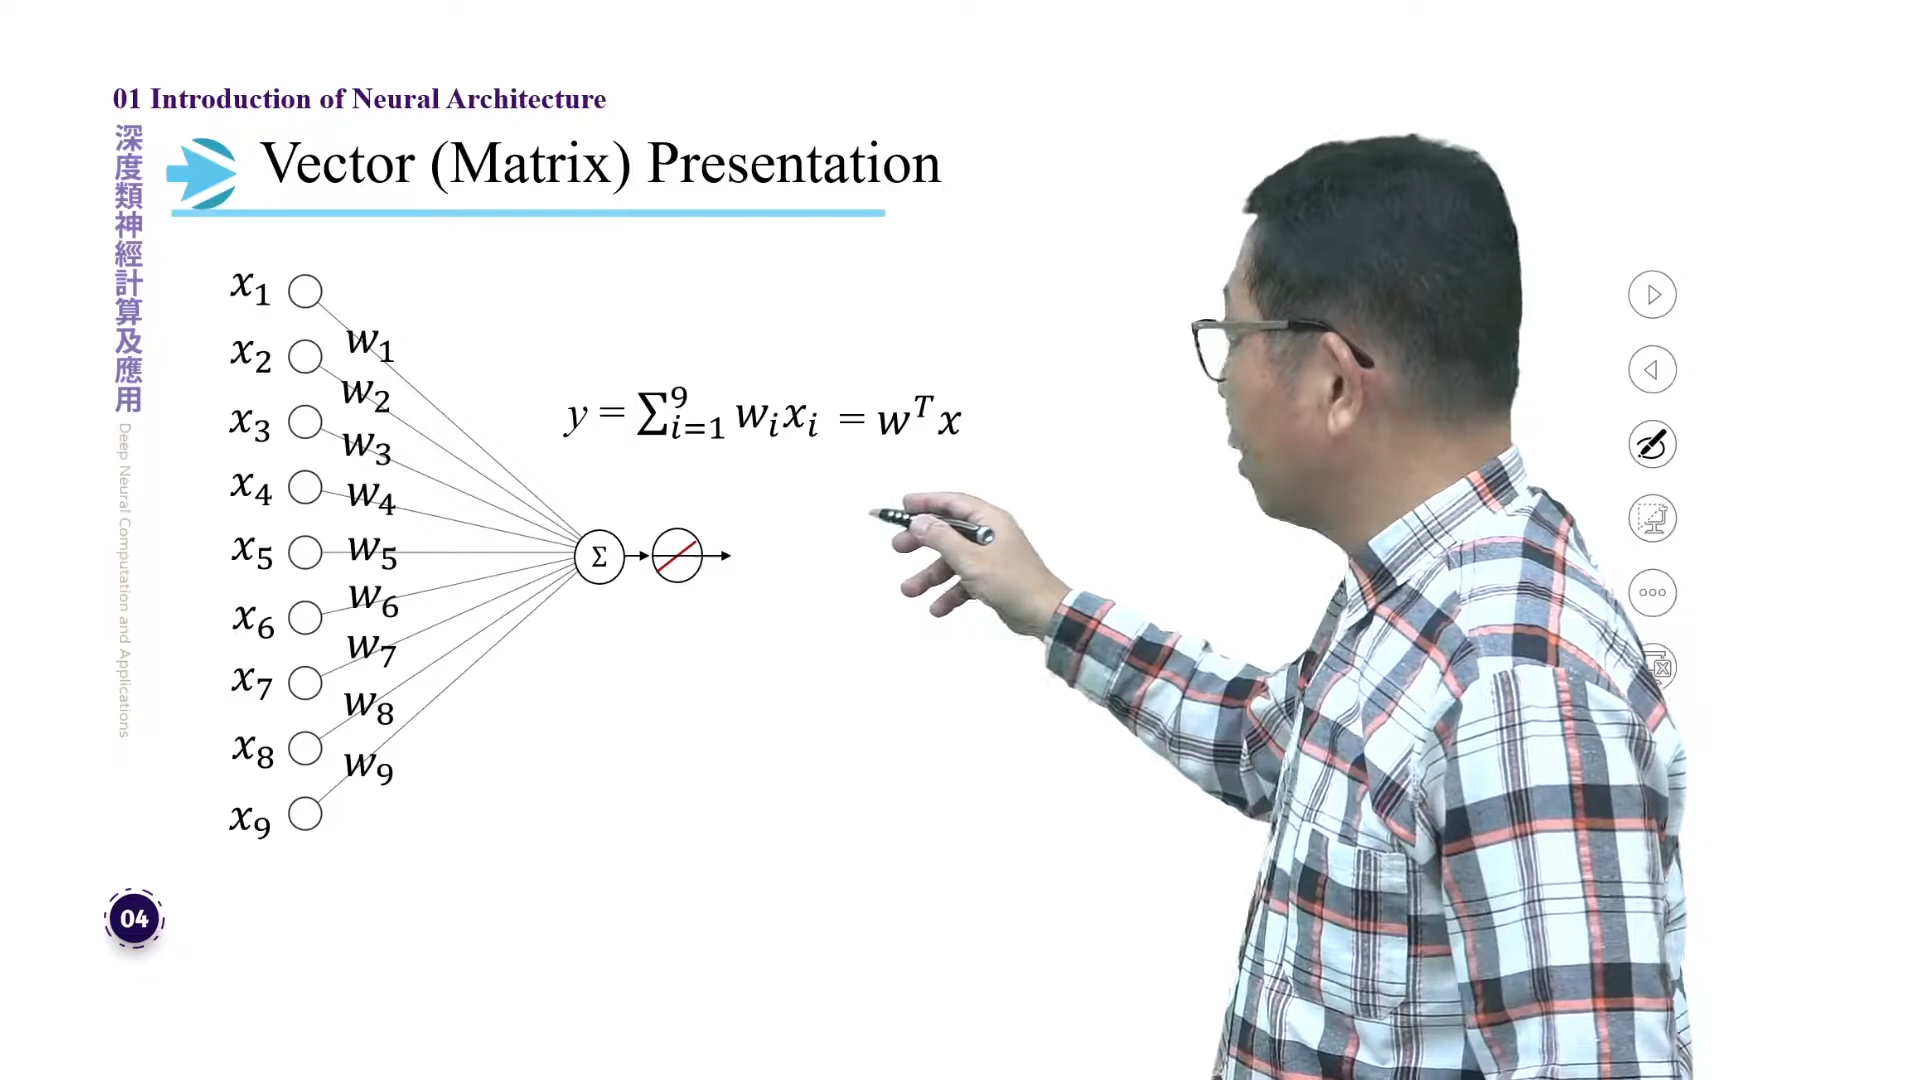 01 Introduction of Neural Architecture
深度類神經計算及應用
Deep Neural Computation and Applications
Vector (Matrix) Presentation
x₁
w₁
x₂
w₂
x₃
w₃
x₄
w₄
x₅
w₅
x₆
w₆
x₇
w₇
x₈
w₈
x₉
w₉
y = ∑⁹ᵢ₌₁ wᵢxᵢ = wᵀx
Σ
04